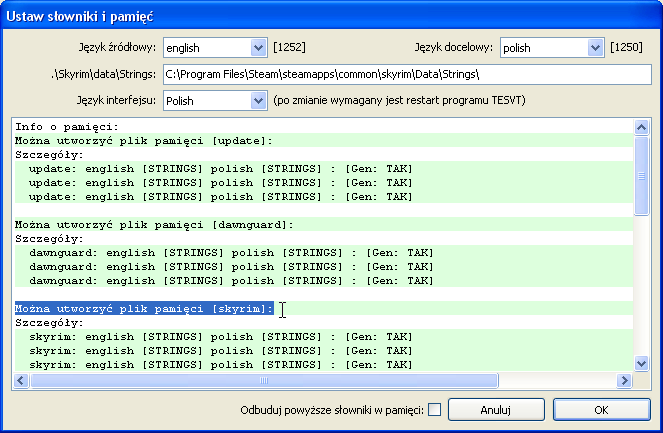 Ustaw słowniki i pamięć
Język źródłowy: english [1252] Język docelowy: polish [1250]
.\Skyrim\data\Strings: C:\Program Files\Steam\steamapps\common\skyrim\Data\Strings\
Język interfejsu: Polish (po zmianie wymagany jest restart programu TESVT)
Info o pamięci:
Można utworzyć plik pamięci [update]:
Szczegóły:
update: english [STRINGS] polish [STRINGS] : [Gen: TAK]
update: english [STRINGS] polish [STRINGS] : [Gen: TAK]
update: english [STRINGS] polish [STRINGS] : [Gen: TAK]
Można utworzyć plik pamięci [dawnguard]:
Szczegóły:
dawnguard: english [STRINGS] polish [STRINGS] : [Gen: TAK]
dawnguard: english [STRINGS] polish [STRINGS] : [Gen: TAK]
dawnguard: english [STRINGS] polish [STRINGS] : [Gen: TAK]
Można utworzyć plik pamięci [skyrim]:
Szczegóły:
skyrim: english [STRINGS] polish [STRINGS] : [Gen: TAK]
skyrim: english [STRINGS] polish [STRINGS] : [Gen: TAK]
skyrim: english [STRINGS] polish [STRINGS] : [Gen: TAK]
Odbuduj powyższe słowniki w pamięci: Anuluj OK